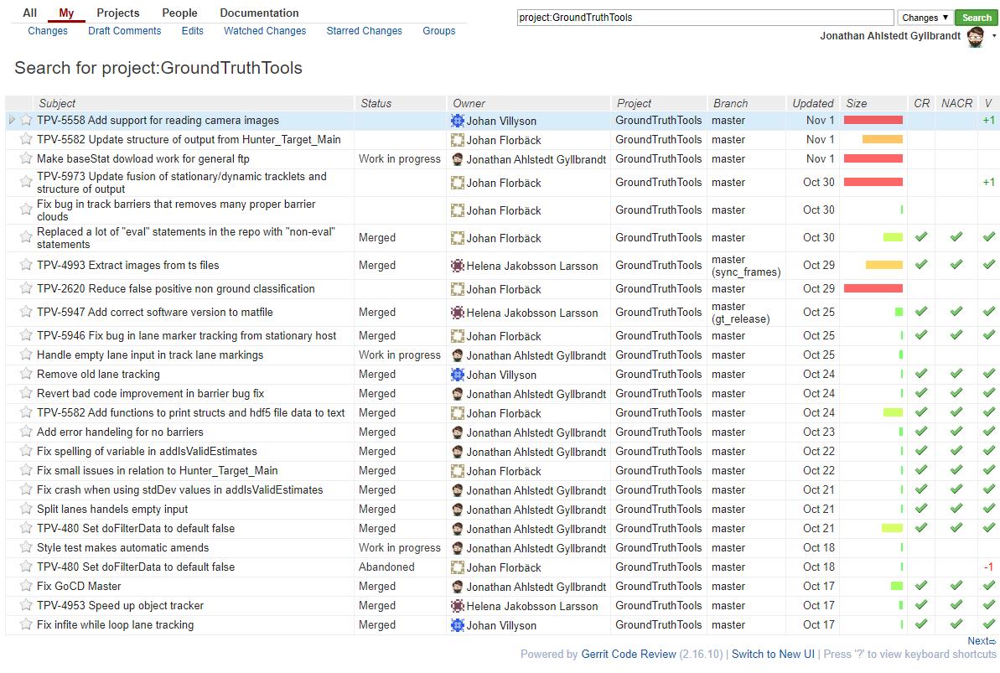 All My Projects People Documentation
project:GroundTruthTools Changes ▼ Search
Changes Draft Comments Edits Watched Changes Starred Changes Groups
Jonathan Ahlstedt Gyllbrandt
Search for project:GroundTruthTools
Subject Status Owner Project Branch Updated Size CR NACR V
TPV-5558 Add support for reading camera images Johan Villyson GroundTruthTools master Nov 1 +1
TPV-5582 Update structure of output from Hunter_Target_Main Johan Florbäck GroundTruthTools master Nov 1
Make baseStat dowload work for general ftp Work in progress Jonathan Ahlstedt Gyllbrandt GroundTruthTools master Nov 1
TPV-5973 Update fusion of stationary/dynamic tracklets and
structure of output Johan Florbäck GroundTruthTools master Oct 30 +1
Fix bug in track barriers that removes many proper barrier
clouds Johan Florbäck GroundTruthTools master Oct 30
Replaced a lot of "eval" statements in the repo with "non-eval"
statements Merged Johan Florbäck GroundTruthTools master Oct 30
TPV-4993 Extract images from ts files Merged Helena Jakobsson Larsson GroundTruthTools master
(sync_frames) Oct 29
TPV-2620 Reduce false positive non ground classification Johan Florbäck GroundTruthTools master Oct 29
TPV-5947 Add correct software version to matfile Merged Helena Jakobsson Larsson GroundTruthTools master
(gt_release) Oct 25
TPV-5946 Fix bug in lane marker tracking from stationary host Merged Johan Florbäck GroundTruthTools master Oct 25
Handle empty lane input in track lane markings Work in progress Jonathan Ahlstedt Gyllbrandt GroundTruthTools master Oct 25
Remove old lane tracking Merged Johan Villyson GroundTruthTools master Oct 24
Revert bad code improvement in barrier bug fix Merged Jonathan Ahlstedt Gyllbrandt GroundTruthTools master Oct 24
TPV-5582 Add functions to print structs and hdf5 file data to text Merged Johan Florbäck GroundTruthTools master Oct 24
Add error handeling for no barriers Merged Jonathan Ahlstedt Gyllbrandt GroundTruthTools master Oct 23
Fix spelling of variable in addIsValidEstimates Merged Jonathan Ahlstedt Gyllbrandt GroundTruthTools master Oct 22
Fix small issues in relation to Hunter_Target_Main Merged Johan Florbäck GroundTruthTools master Oct 22
Fix crash when using stdDev values in addIsValidEstimates Merged Jonathan Ahlstedt Gyllbrandt GroundTruthTools master Oct 21
Split lanes handels empty input Merged Jonathan Ahlstedt Gyllbrandt GroundTruthTools master Oct 21
TPV-480 Set doFilterData to default false Merged Jonathan Ahlstedt Gyllbrandt GroundTruthTools master Oct 21
Style test makes automatic amends Work in progress Jonathan Ahlstedt Gyllbrandt GroundTruthTools master Oct 18
TPV-480 Set doFilterData to default false Abandoned Johan Florbäck GroundTruthTools master Oct 18 -1
Fix GoCD Master Merged Jonathan Ahlstedt Gyllbrandt GroundTruthTools master Oct 17
TPV-4953 Speed up object tracker Merged Helena Jakobsson Larsson GroundTruthTools master Oct 17
Fix infite while loop lane tracking Merged Johan Villyson GroundTruthTools master Oct 17
Next⇨
Powered by Gerrit Code Review (2.16.10) | Switch to New UI | Press '?' to view keyboard shortcuts